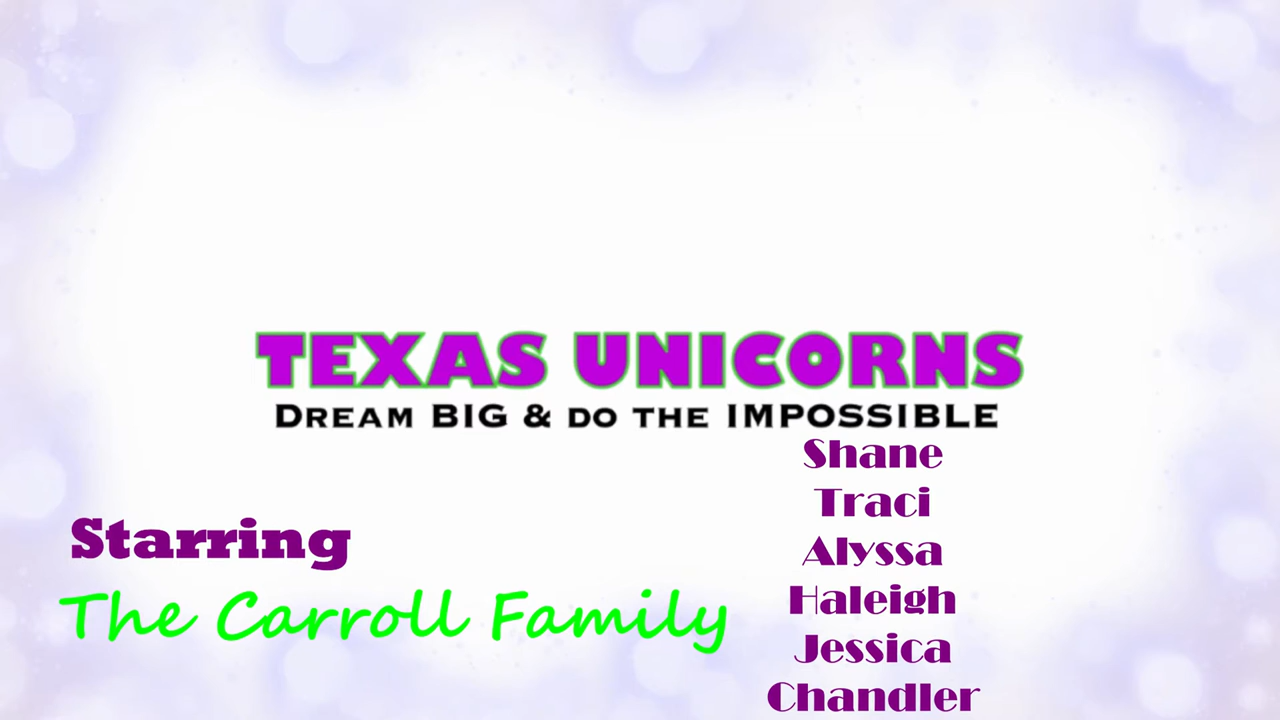 TEXAS UNICORNS
DREAM BIG & DO THE IMPOSSIBLE
Starring
The Carroll Family
Shane
Traci
Alyssa
Haleigh
Jessica
Chandler